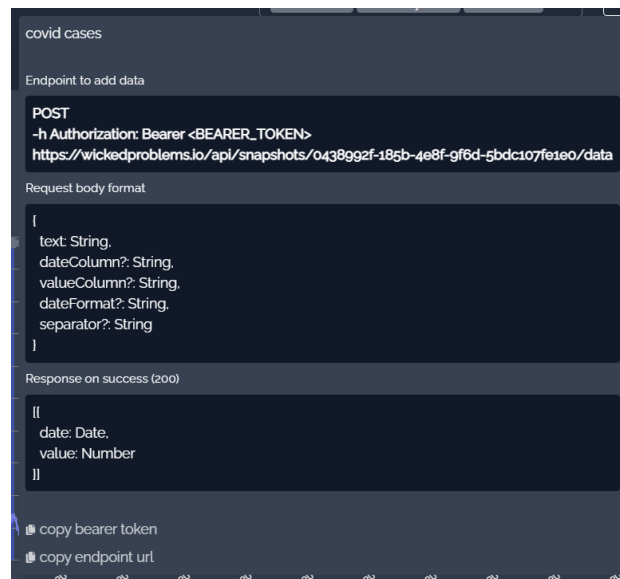 covid cases
Endpoint to add data
POST
-h Authorization: Bearer <BEARER_TOKEN>
https://wickedproblems.io/api/snapshots/0438992f-185b-4e8f-9f6d-5bdc107fe1e0/data
Request body format
{
text: String,
dateColumn?: String,
valueColumn?: String,
dateFormat?: String,
separator?: String
}
Response on success (200)
[{
date: Date,
value: Number
}]
copy bearer token
copy endpoint url